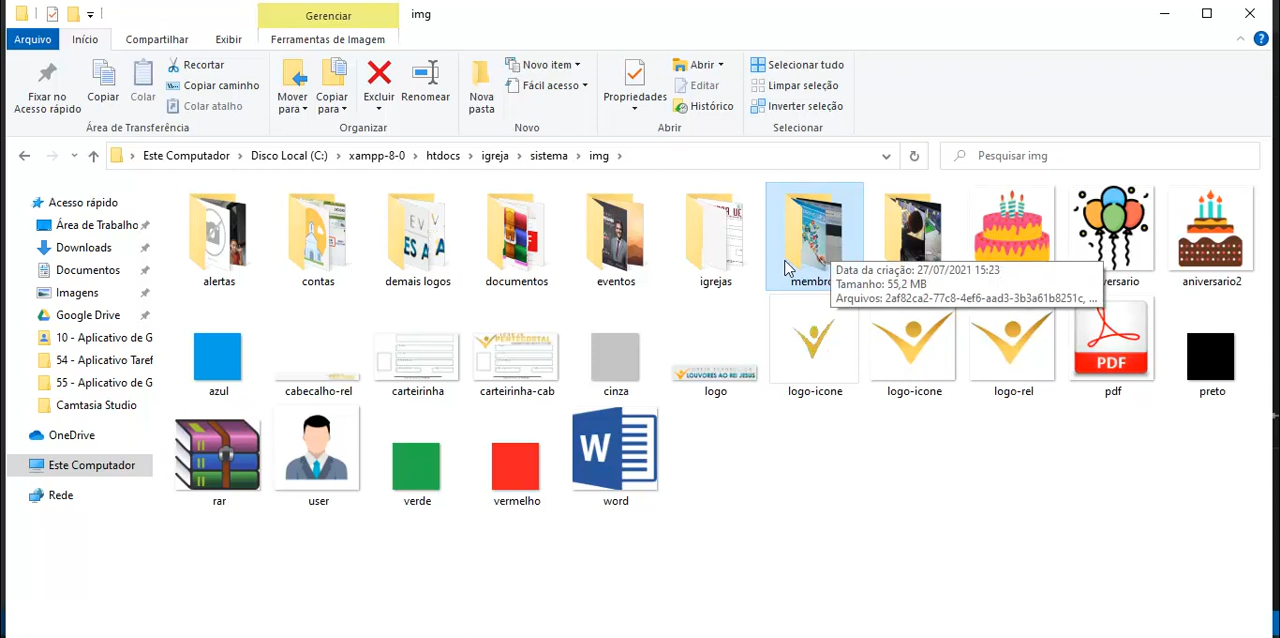 Gerenciar
img
Arquivo
Início
Compartilhar
Exibir
Ferramentas de Imagem
Fixar no Acesso rápido
Copiar
Colar
Recortar
Copiar caminho
Colar atalho
Área de Transferência
Mover para
Copiar para
Excluir
Renomear
Organizar
Nova pasta
Novo item
Fácil acesso
Novo
Propriedades
Abrir
Editar
Histórico
Abrir
Selecionar tudo
Limpar seleção
Inverter seleção
Selecionar
Este Computador > Disco Local (C:) > xampp-8-0 > htdocs > igreja > sistema > img >
Pesquisar img
Acesso rápido
Área de Trabalho
Downloads
Documentos
Imagens
Google Drive
10 - Aplicativo de G
54 - Aplicativo Taref
55 - Aplicativo de G
Camtasia Studio
OneDrive
Este Computador
Rede
alertas
contas
demais logos
documentos
eventos
igrejas
membro
versario
aniversario2
Data da criação: 27/07/2021 15:23
Tamanho: 55,2 MB
Arquivos: 2af82ca2-77c8-4ef6-aad3-3b3a61b8251c, ...
PENTECOSTAL
LOUVORES AO REI JESUS
PDF
azul
cabecalho-rel
carteirinha
carteirinha-cab
cinza
logo
logo-icone
logo-icone
logo-rel
pdf
preto
W
rar
user
verde
vermelho
word